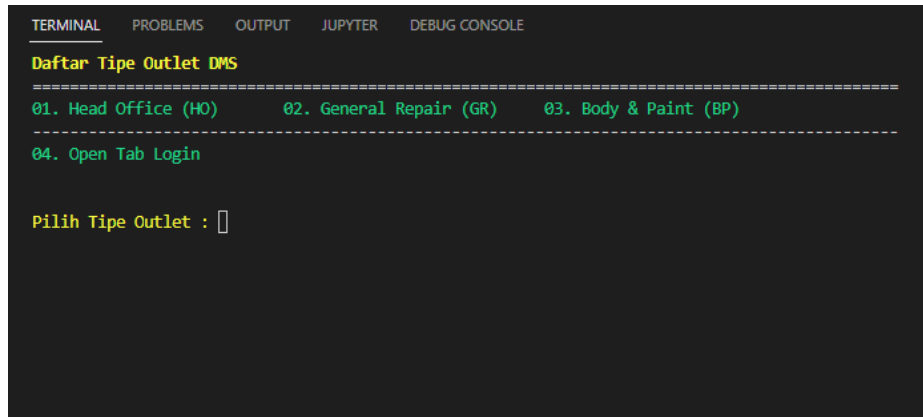 TERMINAL PROBLEMS OUTPUT JUPYTER DEBUG CONSOLE
Daftar Tipe Outlet DMS
=============================================================================================
01. Head Office (HO) 02. General Repair (GR) 03. Body & Paint (BP)
---------------------------------------------------------------------------------------------
04. Open Tab Login
Pilih Tipe Outlet :